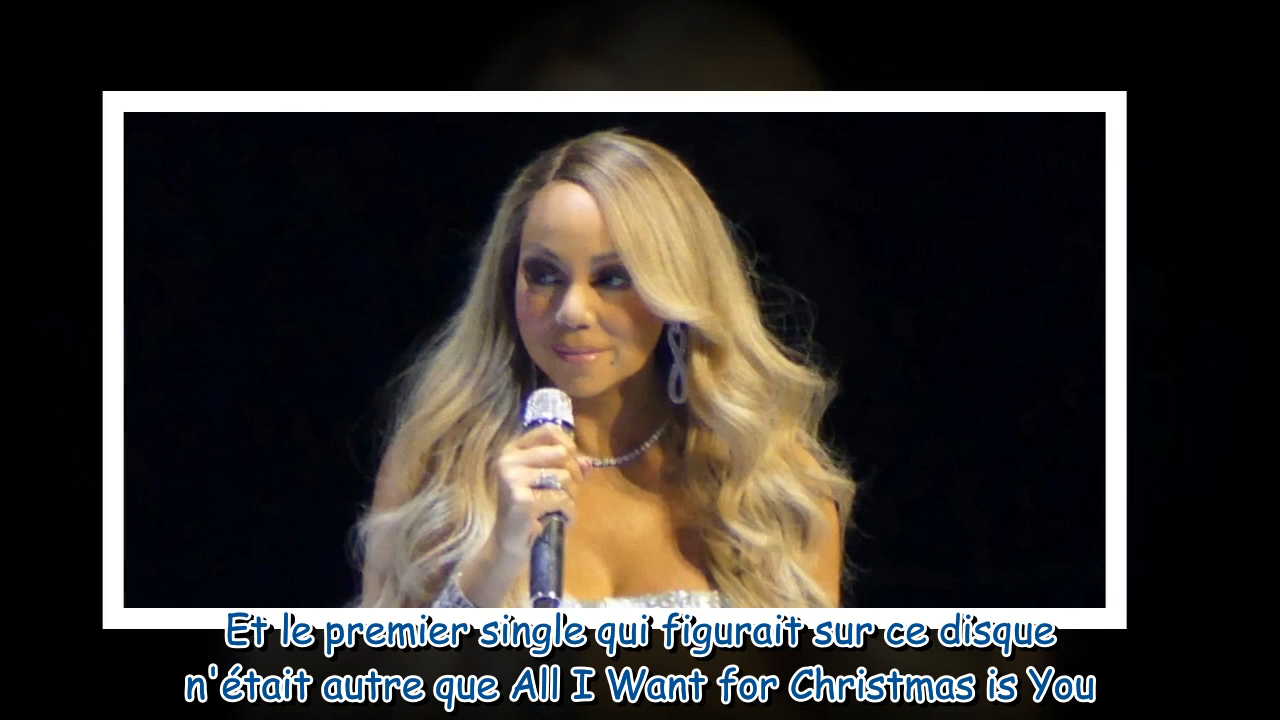 Et le premier single qui figurait sur ce disque
n'était autre que All I Want for Christmas is You